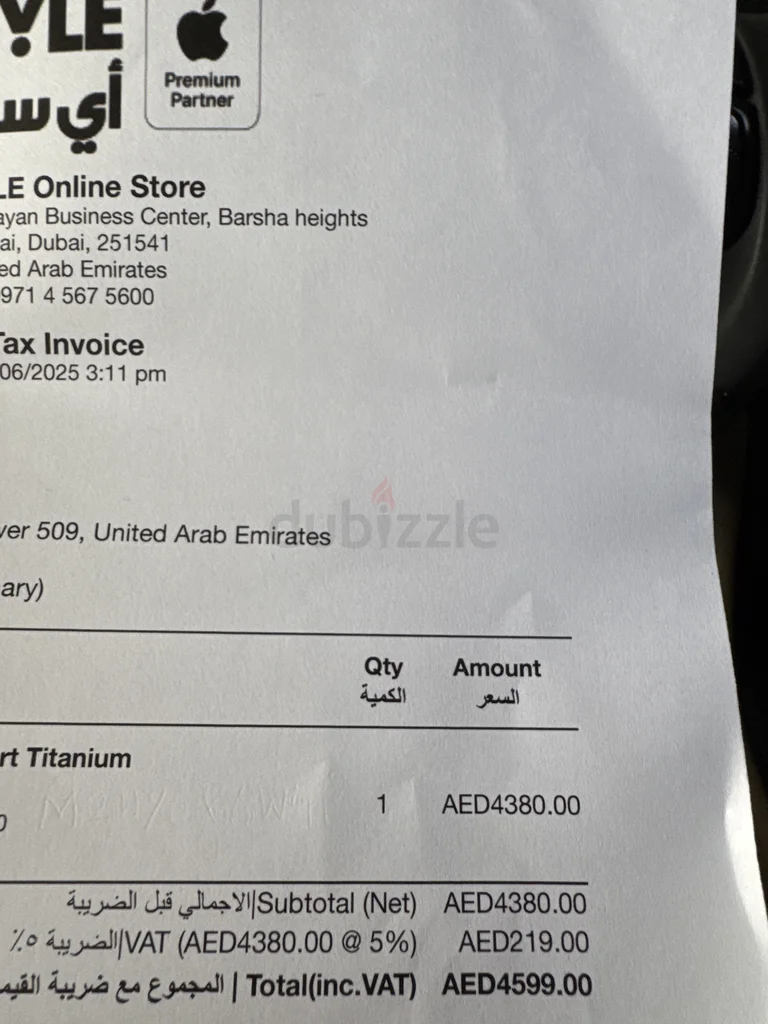 YLE
أي س
Premium
Partner
LE Online Store
ayan Business Center, Barsha heights
ai, Dubai, 251541
ed Arab Emirates
971 4 567 5600
Tax Invoice
06/2025 3:11 pm
dubizzle
ver 509, United Arab Emirates
ary)
Qty Amount
الكمية السعر
rt Titanium
1 AED4380.00
0
الاجمالي قبل الضريبة|Subtotal (Net) AED4380.00
الضريبة ٥٪|VAT (AED4380.00 @ 5%) AED219.00
المجموع مع ضريبة القيم | Total(inc.VAT) AED4599.00